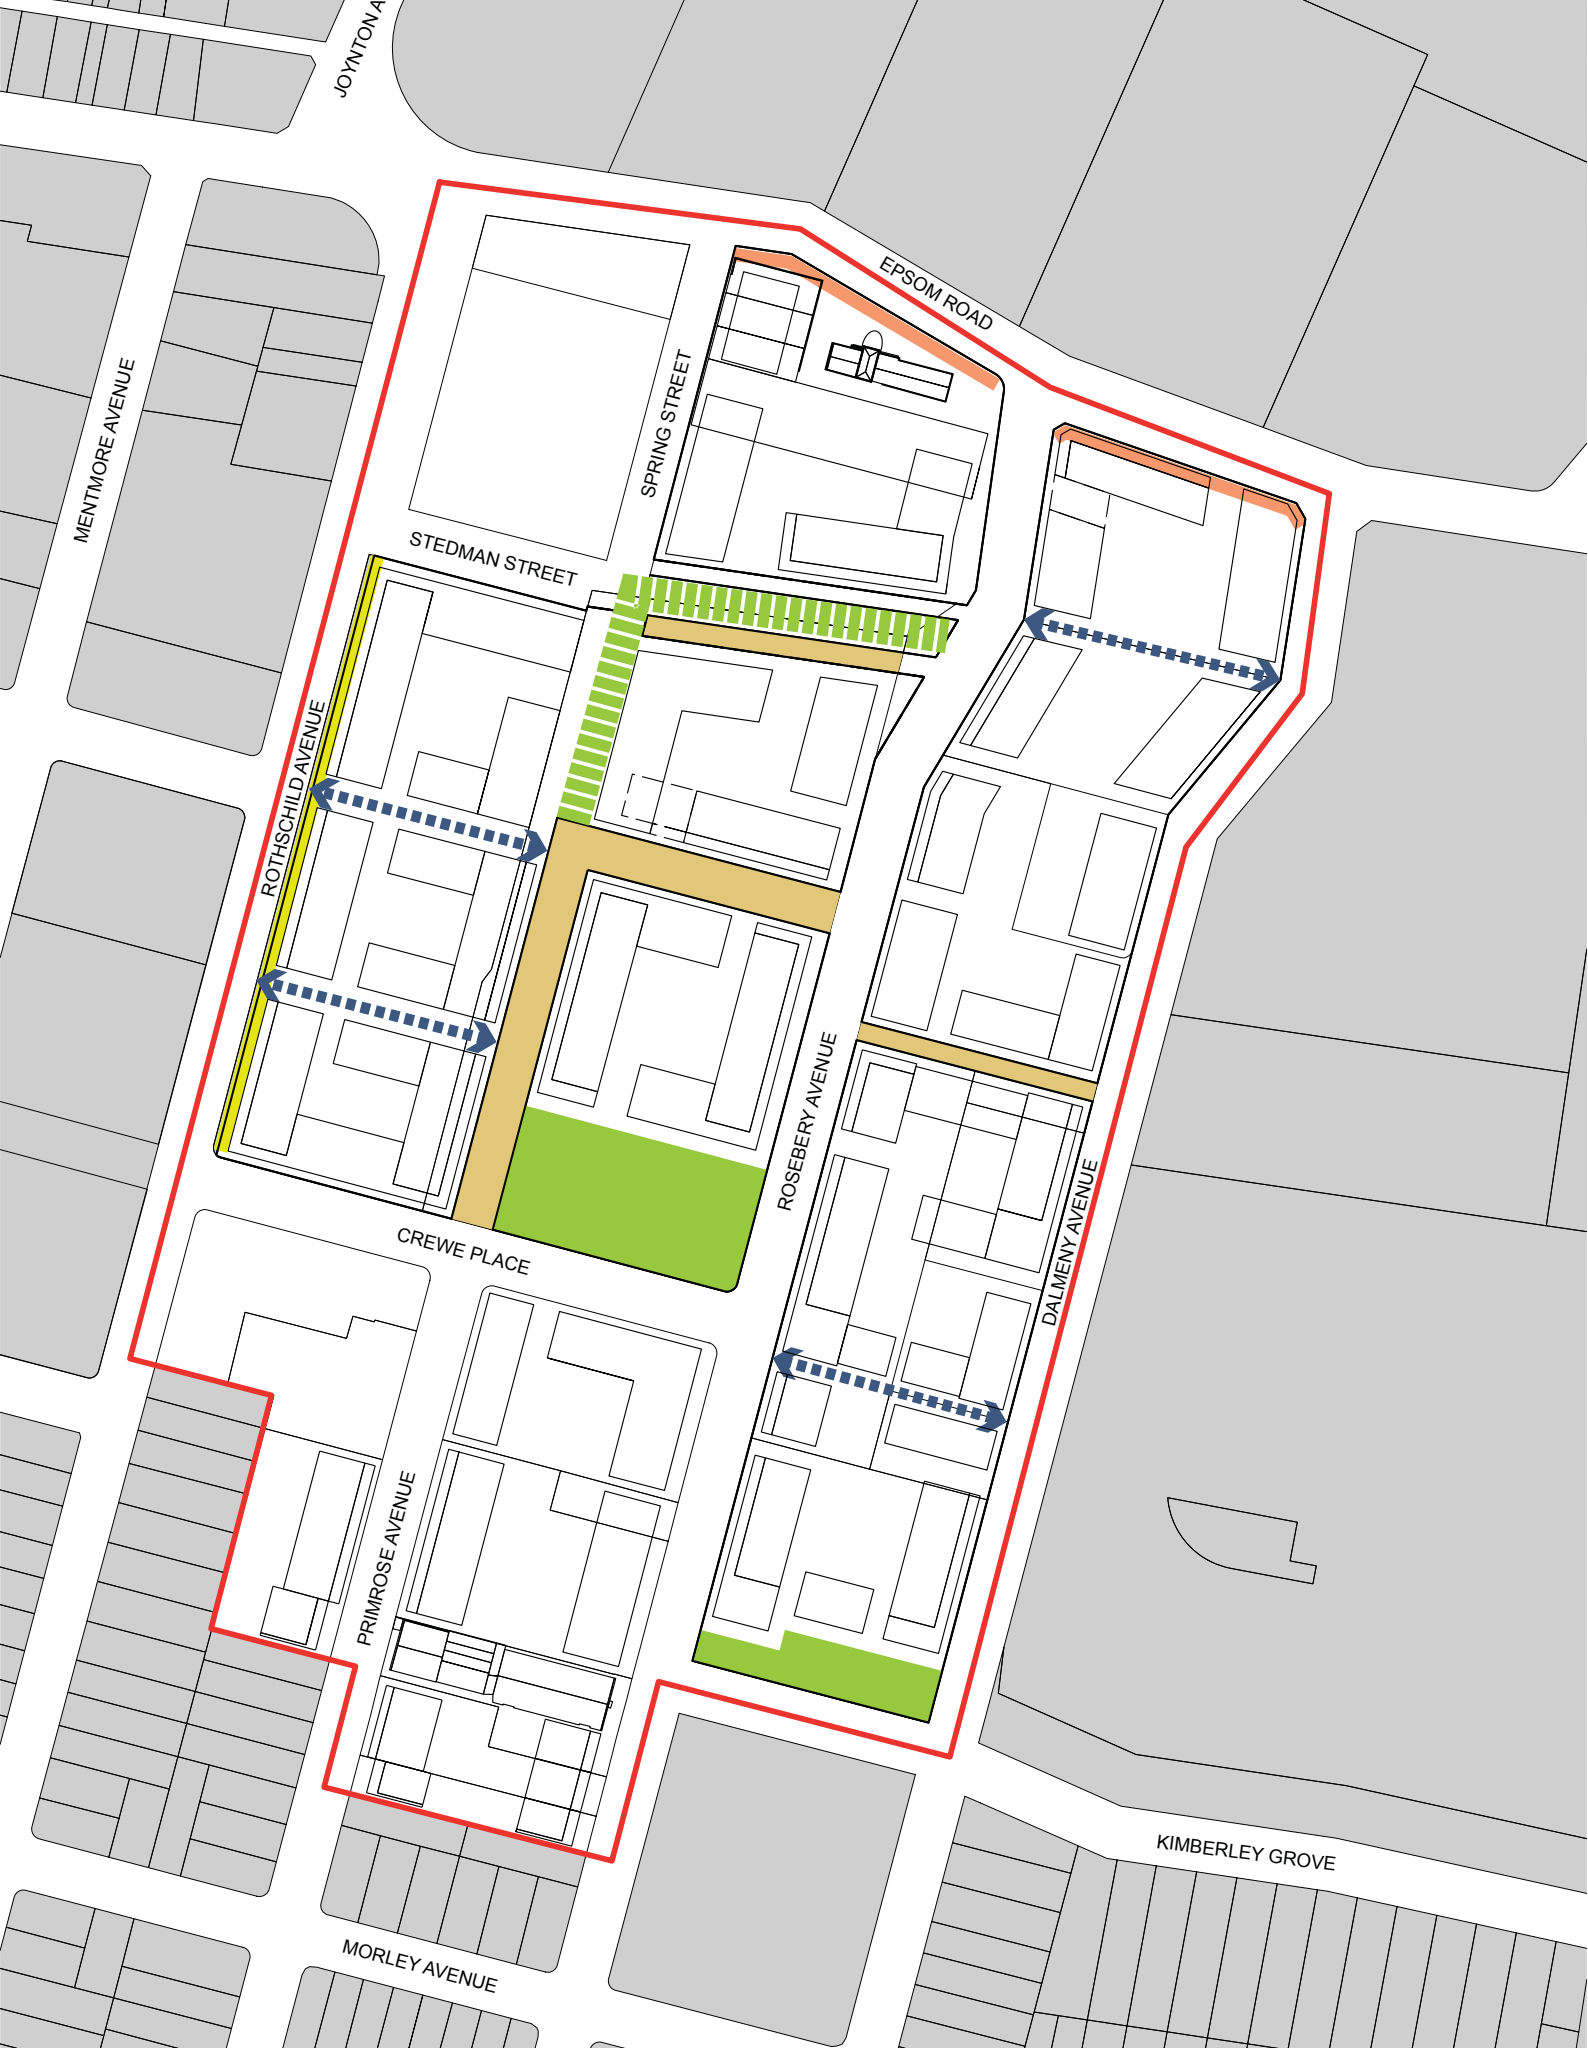 JOYNTON A
EPSOM ROAD
MENTMORE AVENUE
SPRING STREET
STEDMAN STREET
ROTHSCHILD AVENUE
ROSEBERY AVENUE
DALMENY AVENUE
CREWE PLACE
PRIMROSE AVENUE
KIMBERLEY GROVE
MORLEY AVENUE